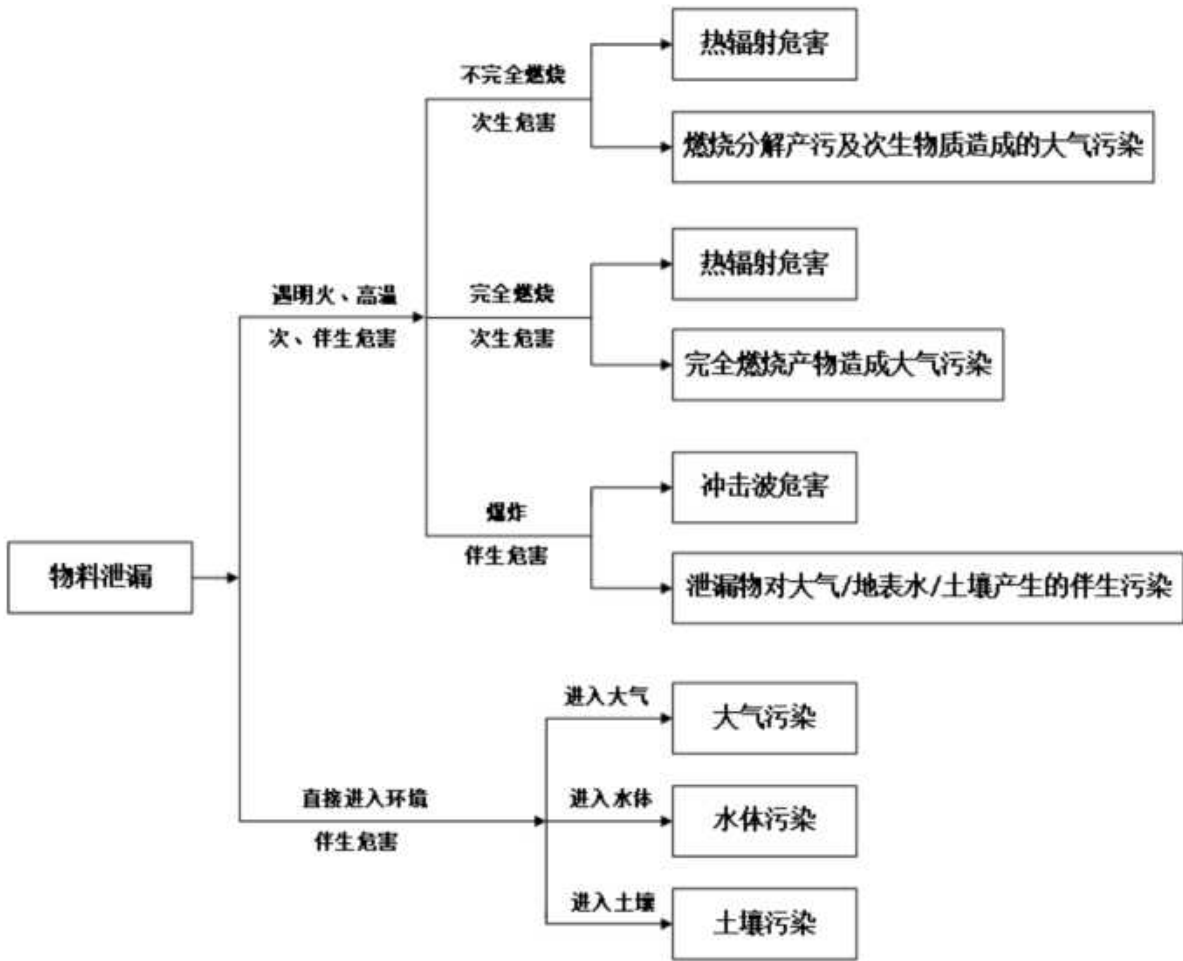 热辐射危害
不完全燃烧
次生危害
燃烧分解产污及次生物质造成的大气污染
热辐射危害
遇明火、高温
次、伴生危害
完全燃烧
次生危害
完全燃烧产物造成大气污染
冲击波危害
爆炸
伴生危害
物料泄漏
泄漏物对大气/地表水/土壤产生的伴生污染
进入大气
大气污染
直接进入环境
伴生危害
进入水体
水体污染
进入土壤
土壤污染